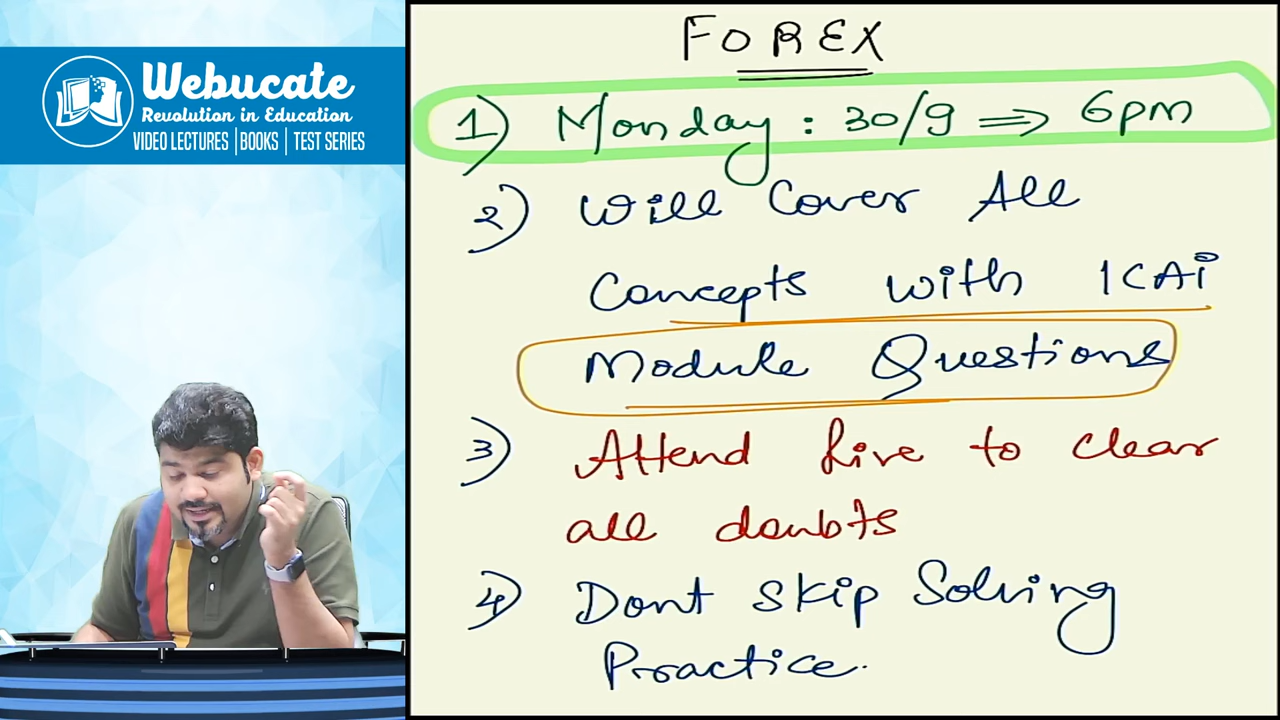 Webucate
Revolution in Education
VIDEO LECTURES | BOOKS | TEST SERIES
FOREX
1) Monday : 30/9 ⇒ 6pm
2) Will Cover All
Concepts with ICAi
Module Questions
3) Attend Live to clear
all doubts
4) Dont Skip Solving
Practice.